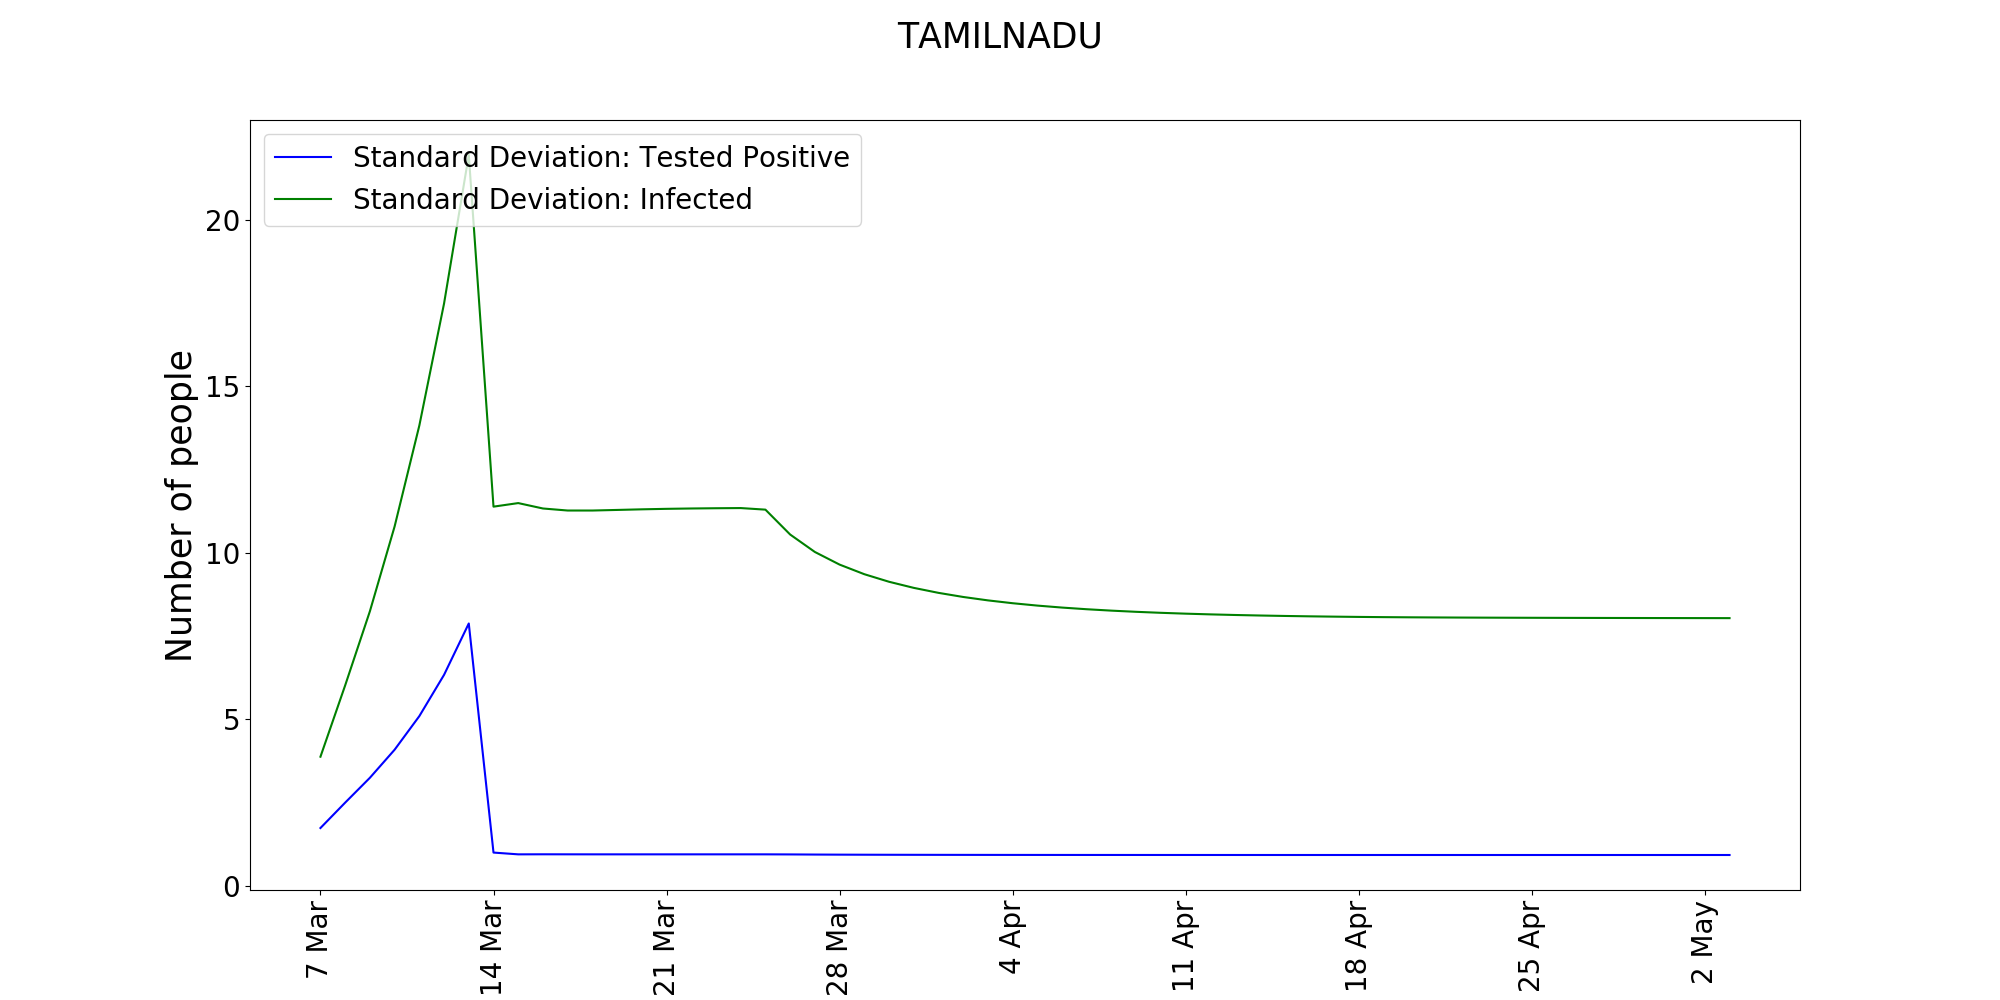 TAMILNADU
Standard Deviation: Tested Positive
Standard Deviation: Infected
Number of people
20
15
10
5
0
7 Mar
14 Mar
21 Mar
28 Mar
4 Apr
11 Apr
18 Apr
25 Apr
2 May